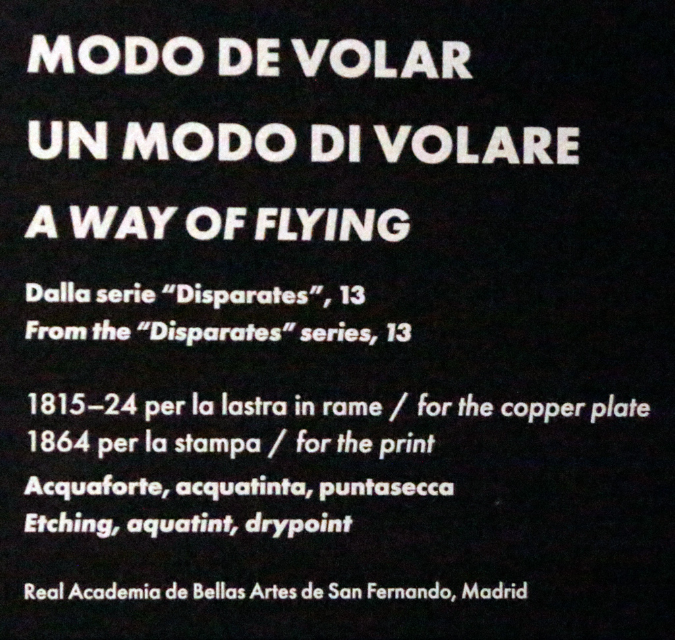 MODO DE VOLAR
UN MODO DI VOLARE
A WAY OF FLYING
Dalla serie “Disparates”, 13
From the “Disparates” series, 13
1815–24 per la lastra in rame / for the copper plate
1864 per la stampa / for the print
Acquaforte, acquatinta, puntasecca
Etching, aquatint, drypoint
Real Academia de Bellas Artes de San Fernando, Madrid